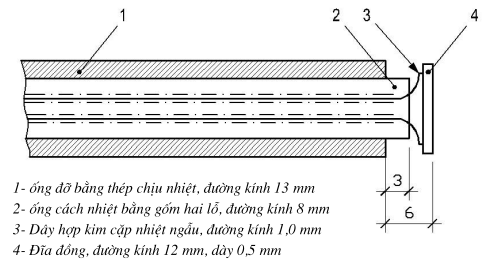 1
2
3
4
3
6
1- ống đỡ bằng thép chịu nhiệt, đường kính 13 mm
2- ống cách nhiệt bằng gốm hai lỗ, đường kính 8 mm
3- Dây hợp kim cặp nhiệt ngẫu, đường kính 1,0 mm
4- Đĩa đồng, đường kính 12 mm, dày 0,5 mm